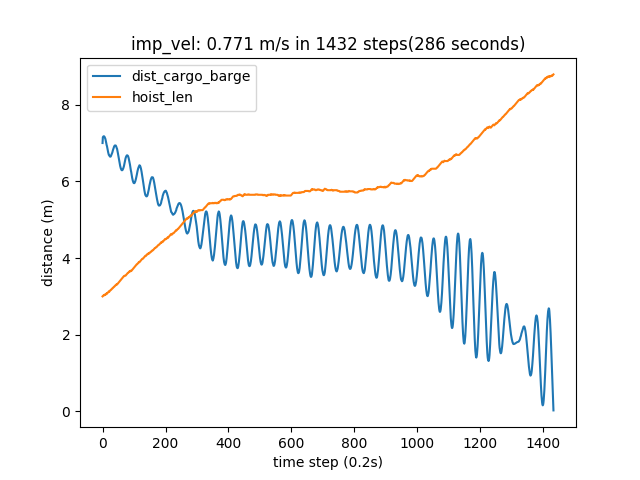 imp_vel: 0.771 m/s in 1432 steps(286 seconds)
dist_cargo_barge
hoist_len
8
6
4
2
0
distance (m)
0 200 400 600 800 1000 1200 1400
time step (0.2s)